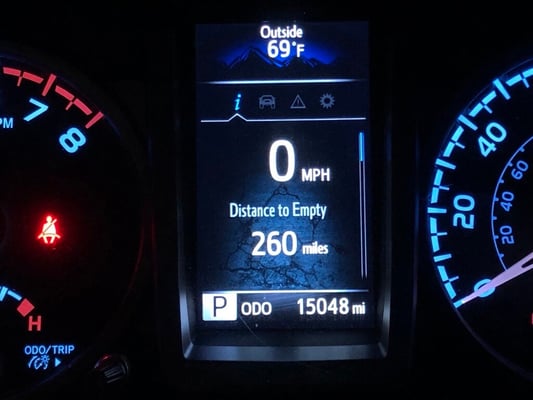 Outside
69°F
i
0 MPH
Distance to Empty
260 miles
P ODO 15048 mi
7
8
H
ODO/TRIP
40
20
0
60
40
20